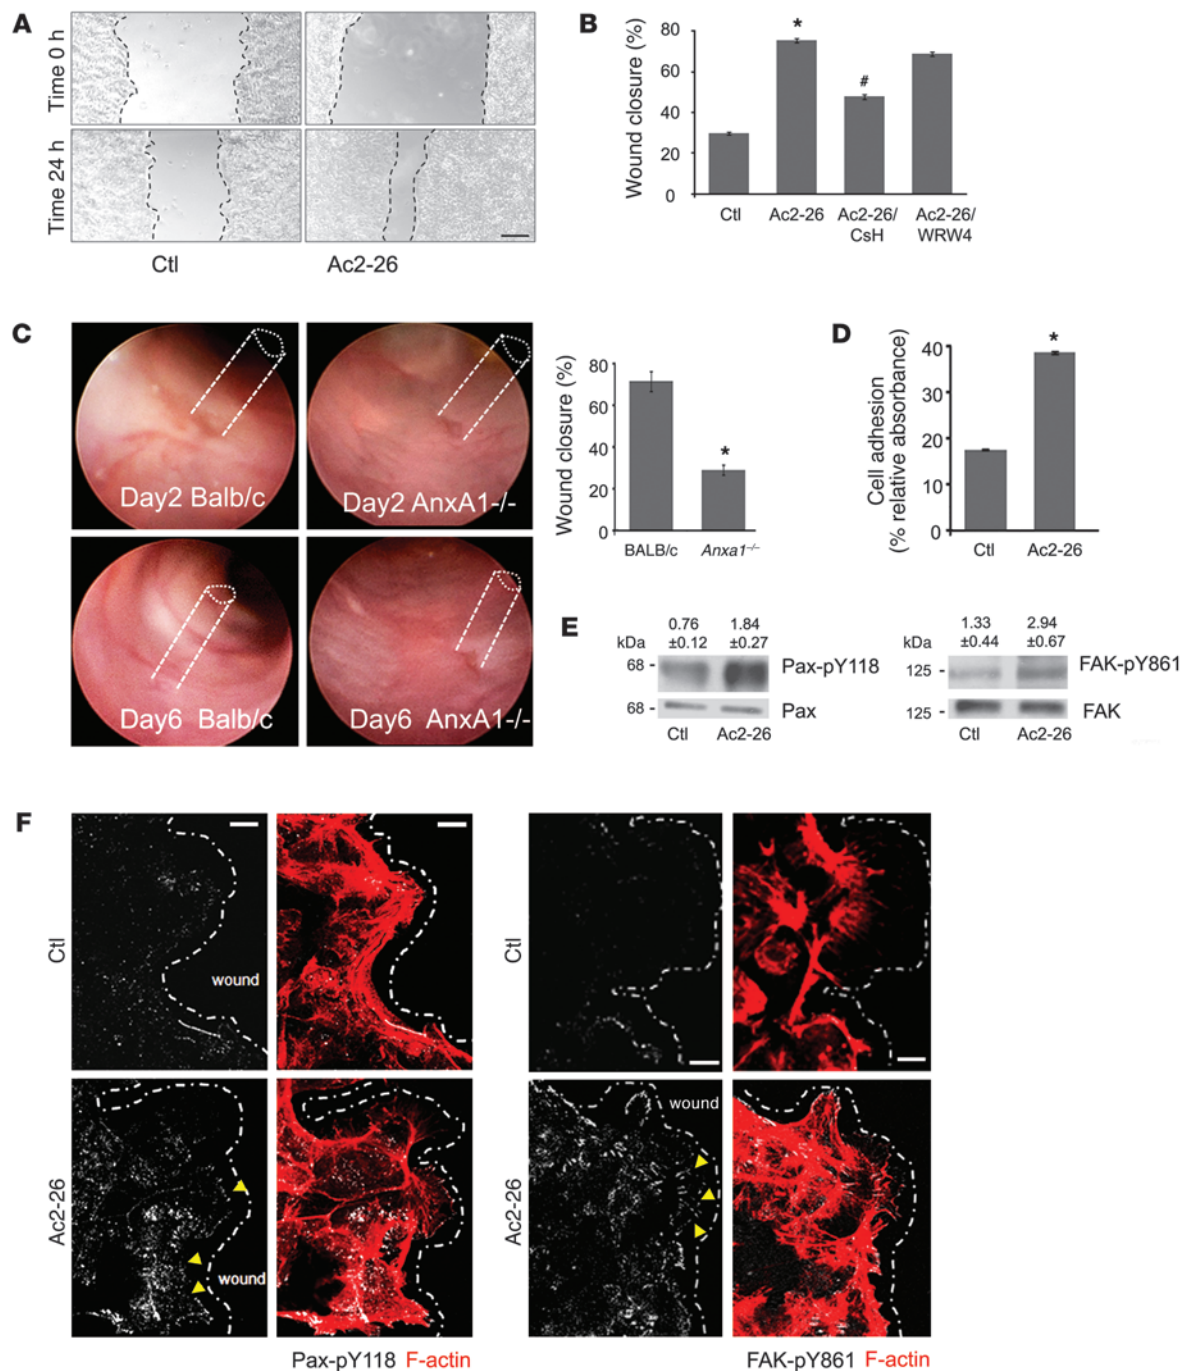 A
Time 0 h
Time 24 h
Ctl
Ac2-26
B
Wound closure (%)
80
60
40
20
0
*
#
Ctl
Ac2-26
Ac2-26/
CsH
Ac2-26/
WRW4
C
Day2 Balb/c
Day2 AnxA1-/-
Day6 Balb/c
Day6 AnxA1-/-
Wound closure (%)
80
60
40
20
0
*
BALB/c
Anxa1–/–
D
Cell adhesion
(% relative absorbance)
40
30
20
10
0
*
Ctl
Ac2-26
E
0.76
±0.12
1.84
±0.27
kDa
68 -
Pax-pY118
68 -
Pax
Ctl
Ac2-26
1.33
±0.44
2.94
±0.67
kDa
125 -
FAK-pY861
125 -
FAK
Ctl
Ac2-26
F
Ctl
wound
Ac2-26
wound
Pax-pY118 F-actin
Ctl
Ac2-26
wound
FAK-pY861 F-actin